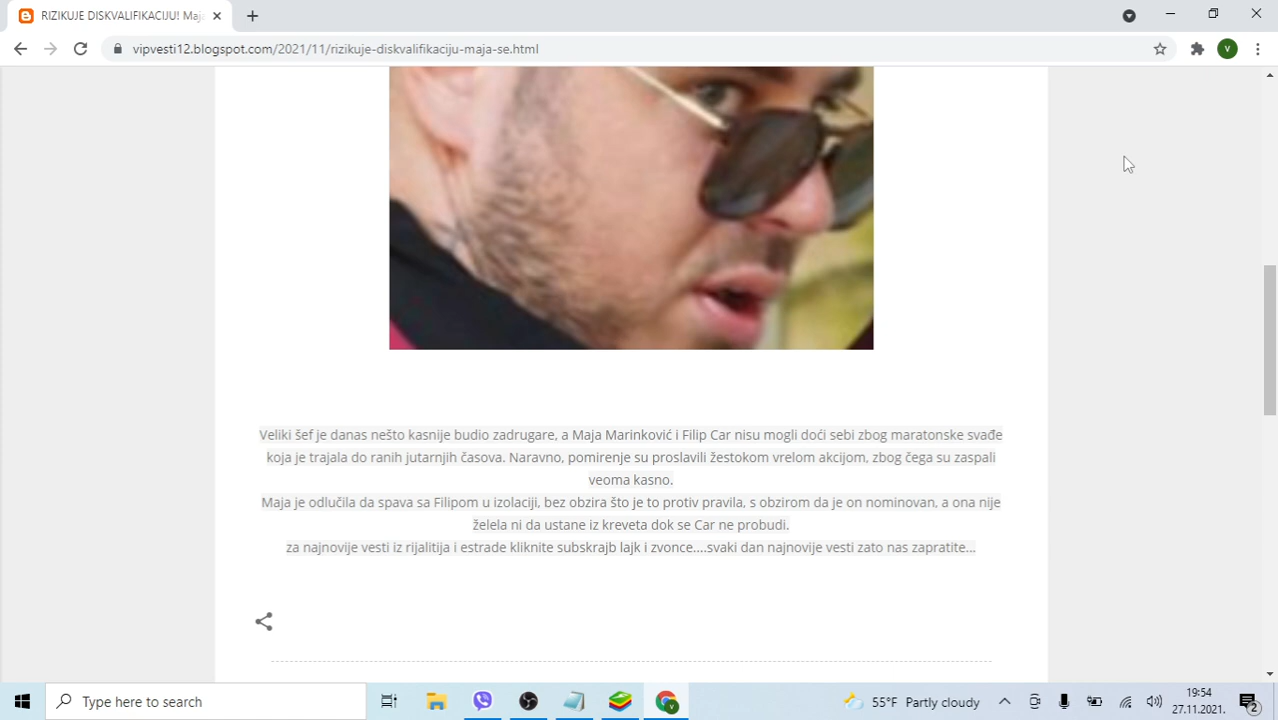 RIZIKUJE DISKVALIFIKACIJU! Maja
vipvesti12.blogspot.com/2021/11/rizikuje-diskvalifikaciju-maja-se.html
V
Veliki šef je danas nešto kasnije budio zadrugare, a Maja Marinković i Filip Car nisu mogli doći sebi zbog maratonske svađe
koja je trajala do ranih jutarnjih časova. Naravno, pomirenje su proslavili žestokom vrelom akcijom, zbog čega su zaspali
veoma kasno.
Maja je odlučila da spava sa Filipom u izolaciji, bez obzira što je to protiv pravila, s obzirom da je on nominovan, a ona nije
želela ni da ustane iz kreveta dok se Car ne probudi.
za najnovije vesti iz rijalitija i estrade kliknite subskrajb lajk i zvonce....svaki dan najnovije vesti zato nas zapratite...
Type here to search
55°F Partly cloudy
19:54
27.11.2021.
2